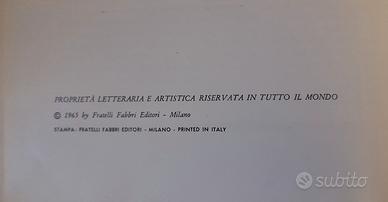 PROPRIETÀ LETTERARIA E ARTISTICA RISERVATA IN TUTTO IL MONDO
© 1965 by Fratelli Fabbri Editori - Milano
STAMPA: FRATELLI FABBRI EDITORI - MILANO - PRINTED IN ITALY
subito